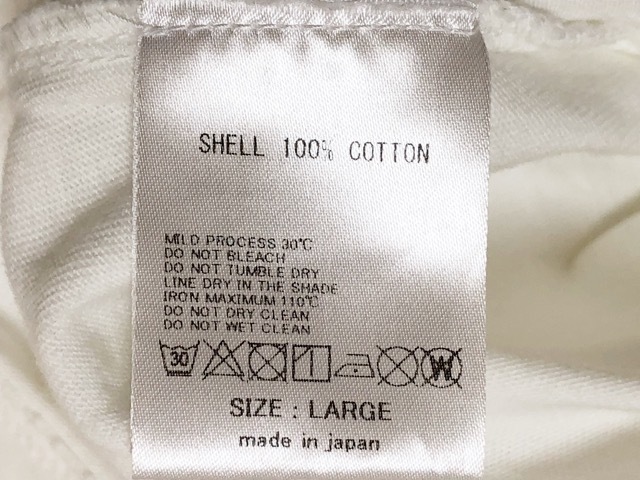 SHELL 100% COTTON
MILD PROCESS 30℃
DO NOT BLEACH
DO NOT TUMBLE DRY
LINE DRY IN THE SHADE
IRON MAXIMUM 110℃
DO NOT DRY CLEAN
DO NOT WET CLEAN
30 W
SIZE : LARGE
made in japan